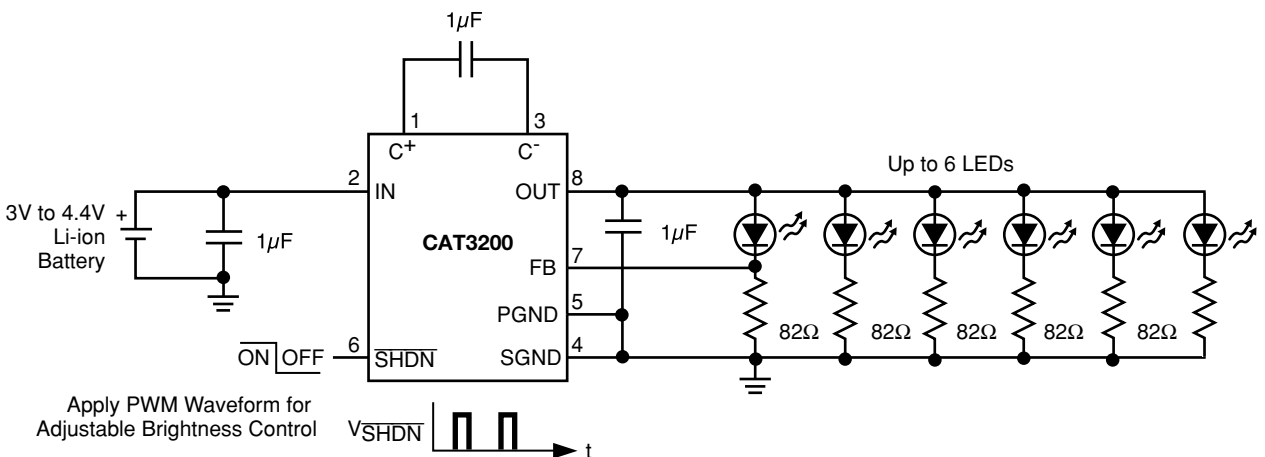 1µF
1
3
C+
C-
Up to 6 LEDs
2
IN
OUT
8
3V to 4.4V
+
Li-ion
Battery
1µF
CAT3200
1µF
FB
7
PGND
5
82Ω
82Ω
82Ω
82Ω
82Ω
ON OFF
6
SHDN
SGND
4
Apply PWM Waveform for
Adjustable Brightness Control
VSHDN
t